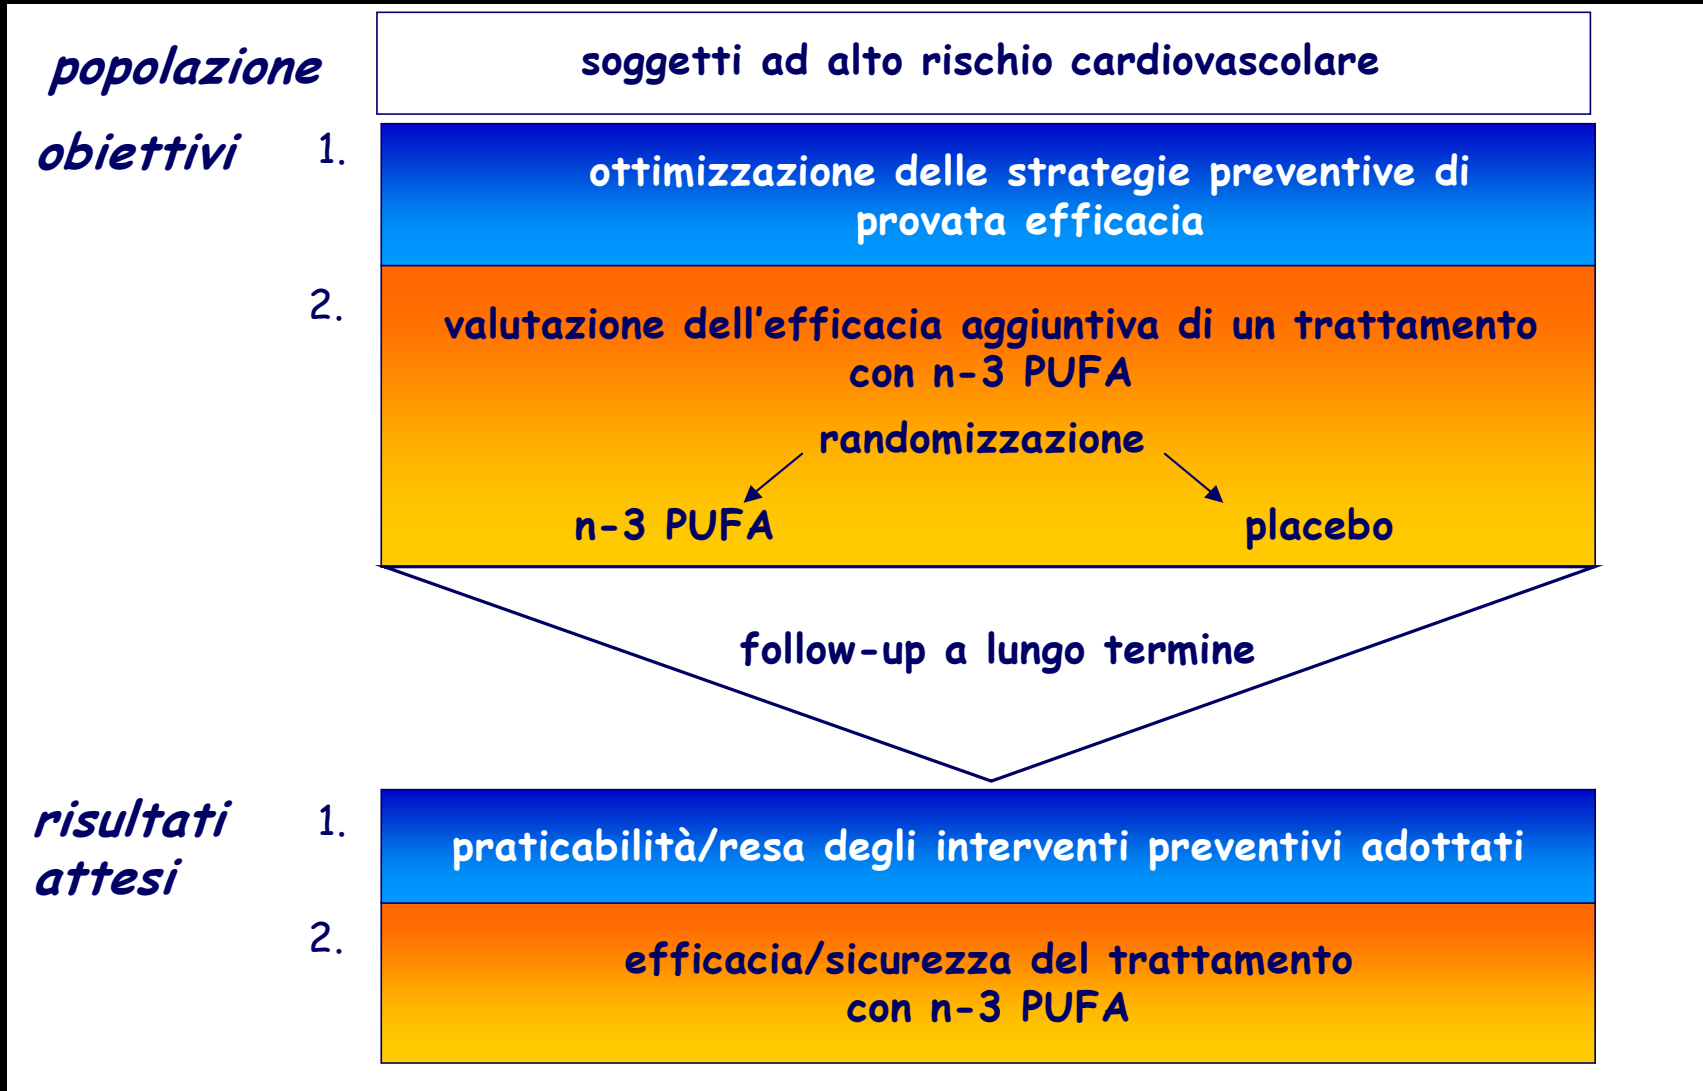 popolazione
soggetti ad alto rischio cardiovascolare
obiettivi
1.
ottimizzazione delle strategie preventive di
provata efficacia
2.
valutazione dell'efficacia aggiuntiva di un trattamento
con n-3 PUFA
randomizzazione
n-3 PUFA
placebo
follow-up a lungo termine
risultati
attesi
1.
praticabilità/resa degli interventi preventivi adottati
2.
efficacia/sicurezza del trattamento
con n-3 PUFA